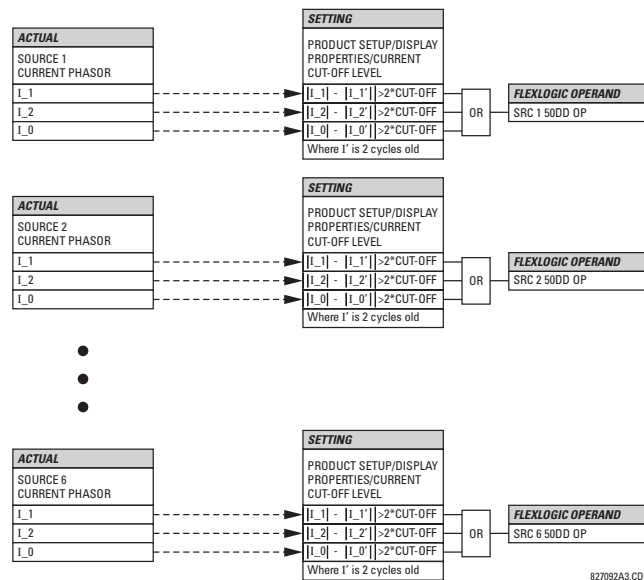 ACTUAL
SOURCE 1
CURRENT PHASOR
I_1
I_2
I_0
SETTING
PRODUCT SETUP/DISPLAY
PROPERTIES/CURRENT
CUT-OFF LEVEL
||I_1| - |I_1'||>2*CUT-OFF
||I_2| - |I_2'||>2*CUT-OFF
||I_0| - |I_0'||>2*CUT-OFF
Where I' is 2 cycles old
OR
FLEXLOGIC OPERAND
SRC 1 50DD OP
ACTUAL
SOURCE 2
CURRENT PHASOR
I_1
I_2
I_0
SETTING
PRODUCT SETUP/DISPLAY
PROPERTIES/CURRENT
CUT-OFF LEVEL
||I_1| - |I_1'||>2*CUT-OFF
||I_2| - |I_2'||>2*CUT-OFF
||I_0| - |I_0'||>2*CUT-OFF
Where I' is 2 cycles old
OR
FLEXLOGIC OPERAND
SRC 2 50DD OP
ACTUAL
SOURCE 6
CURRENT PHASOR
I_1
I_2
I_0
SETTING
PRODUCT SETUP/DISPLAY
PROPERTIES/CURRENT
CUT-OFF LEVEL
||I_1| - |I_1'||>2*CUT-OFF
||I_2| - |I_2'||>2*CUT-OFF
||I_0| - |I_0'||>2*CUT-OFF
Where I' is 2 cycles old
OR
FLEXLOGIC OPERAND
SRC 6 50DD OP
827092A3.CD